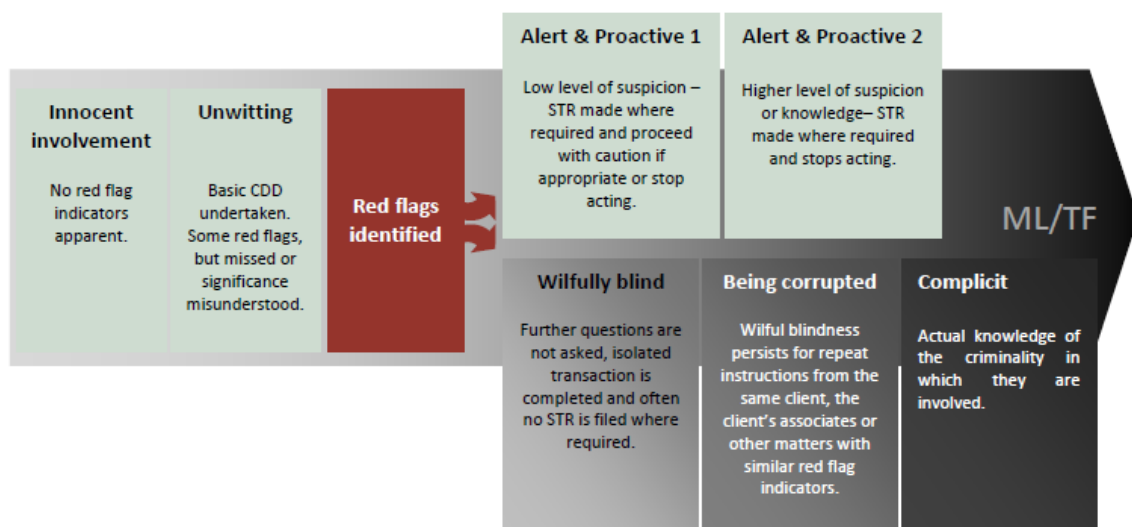 Innocent
involvement
No red flag
indicators
apparent.
Unwitting
Basic CDD
undertaken.
Some red flags,
but missed or
significance
misunderstood.
Red flags
identified
Alert & Proactive 1
Low level of suspicion –
STR made where
required and proceed
with caution if
appropriate or stop
acting.
Alert & Proactive 2
Higher level of suspicion
or knowledge– STR
made where required
and stops acting.
ML/TF
Wilfully blind
Further questions are
not asked, isolated
transaction is
completed and often
no STR is filed where
required.
Being corrupted
Wilful blindness
persists for repeat
instructions from the
same client, the
client's associates or
other matters with
similar red flag
indicators.
Complicit
Actual knowledge of
the criminality in
which they are
involved.